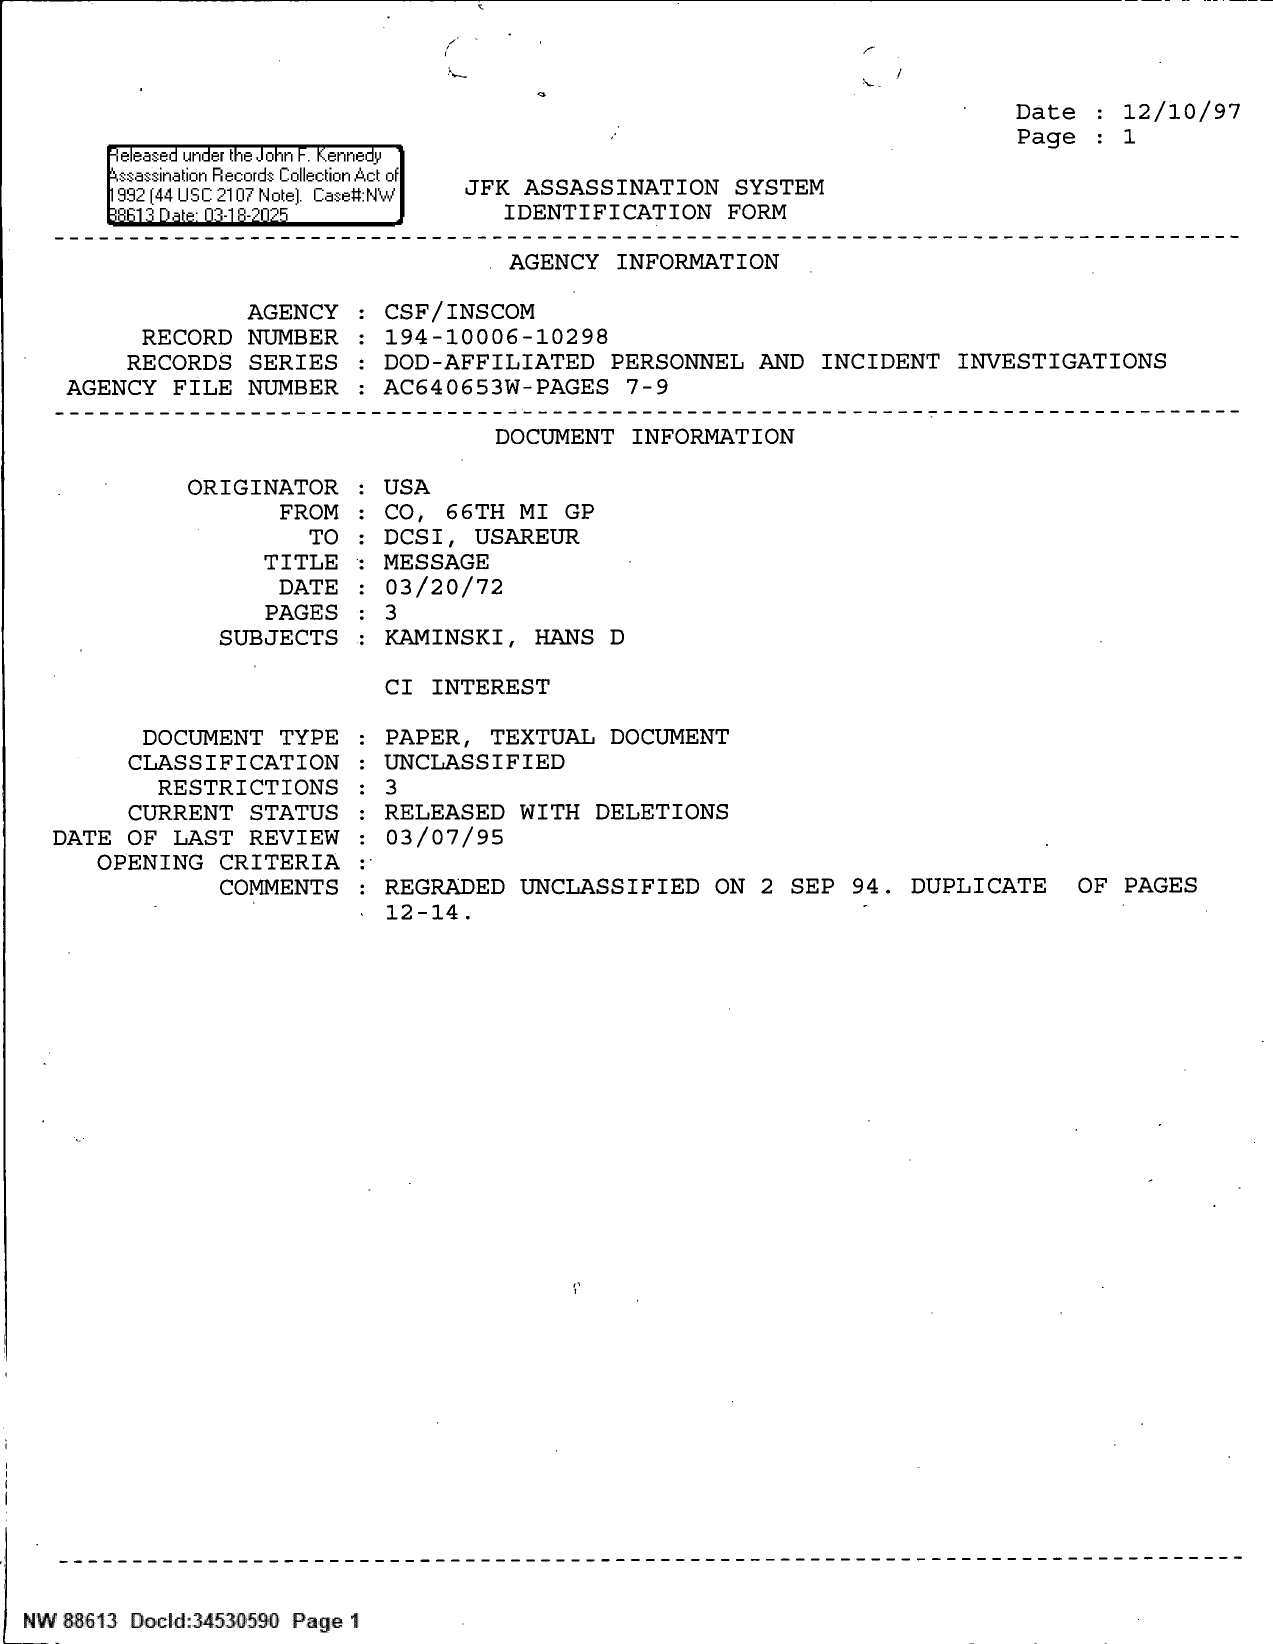 Date : 12/10/97
Page : 1
Released under the John F. Kennedy
Assassination Records Collection Act of
1992 (44 USC 2107 Note). Case#:NW
88613 Date: 03-18-2025
JFK ASSASSINATION SYSTEM
IDENTIFICATION FORM
AGENCY INFORMATION
AGENCY : CSF/INSCOM
RECORD NUMBER : 194-10006-10298
RECORDS SERIES : DOD-AFFILIATED PERSONNEL AND INCIDENT INVESTIGATIONS
AGENCY FILE NUMBER : AC640653W-PAGES 7-9
DOCUMENT INFORMATION
ORIGINATOR : USA
FROM : CO, 66TH MI GP
TO : DCSI, USAREUR
TITLE : MESSAGE
DATE : 03/20/72
PAGES : 3
SUBJECTS : KAMINSKI, HANS D
CI INTEREST
DOCUMENT TYPE : PAPER, TEXTUAL DOCUMENT
CLASSIFICATION : UNCLASSIFIED
RESTRICTIONS : 3
CURRENT STATUS : RELEASED WITH DELETIONS
DATE OF LAST REVIEW : 03/07/95
OPENING CRITERIA :
COMMENTS : REGRADED UNCLASSIFIED ON 2 SEP 94. DUPLICATE OF PAGES
12-14.
NW 88613 DocId:34530590 Page 1